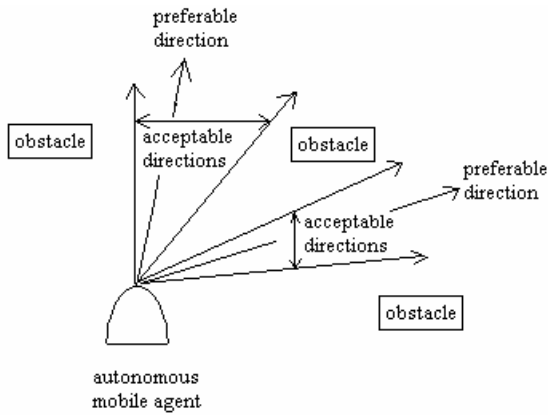 preferable
direction
obstacle
acceptable
directions
obstacle
preferable
direction
acceptable
directions
obstacle
autonomous
mobile agent